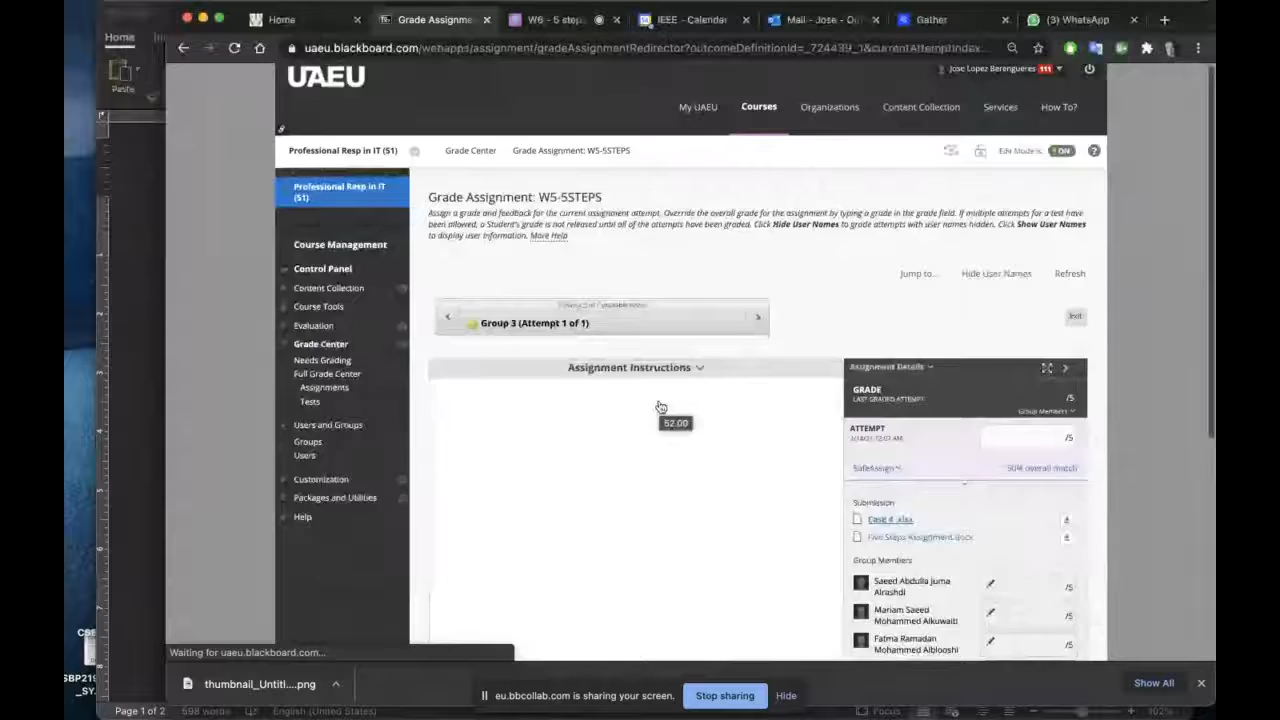 Home
Grade Assignme
W6 - 5 step
IEEE - Calendar
Mail - Jose - Ou
Gather
(3) WhatsApp
Home
uaeu.blackboard.com/webapps/assignment/gradeAssignmentRedirector?outcomeDefinitionId=_724439_1&currentAttemptIndex...
Paste
UAEU
Jose Lopez Berengueres 111
My UAEU
Courses
Organizations
Content Collection
Services
How To?
Professional Resp in IT (51)
Grade Center
Grade Assignment: W5-5STEPS
Edit Mode is: ON
Professional Resp in IT
(51)
Grade Assignment: W5-5STEPS
Assign a grade and feedback for the current assignment attempt. Override the overall grade for the assignment by typing a grade in the grade field. If multiple attempts for a test have
been allowed, a Student's grade is not released until all of the attempts have been graded. Click Hide User Names to grade attempts with user names hidden. Click Show User Names
to display user information. More Help
Course Management
Control Panel
Content Collection
Course Tools
Evaluation
Grade Center
Needs Grading
Full Grade Center
Assignments
Tests
Users and Groups
Groups
Users
Customization
Packages and Utilities
Help
Jump to...
Hide User Names
Refresh
Group 3 (Attempt 1 of 1)
Exit
Assignment Instructions
52.00
Assignment Details
GRADE
LAST GRADED ATTEMPT
/5
Group Members
ATTEMPT
/5
SafeAssign
50% overall match
Submission
Five Steps Assignment.docx
Group Members
Saeed Abdulla Juma
Alrashdi
/5
Mariam Saeed
Mohammed Alkuwaiti
/5
Fatma Ramadan
Mohammed Alblooshi
/5
Waiting for uaeu.blackboard.com...
CSB
SBP219
_SY
thumbnail_Untitl....png
eu.bbcollab.com is sharing your screen.
Stop sharing
Hide
Show All
Page 1 of 2
598 words
English (United States)
Focus
102%